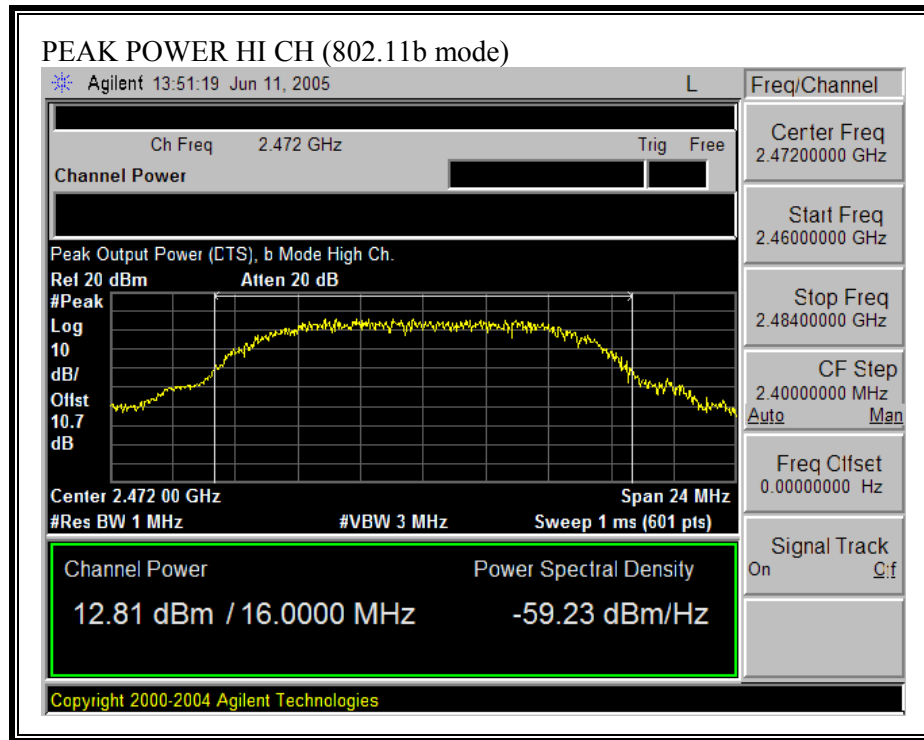 PEAK POWER HI CH (802.11b mode)
Agilent 13:51:19 Jun 11, 2005 L Freq/Channel
Ch Freq 2.472 GHz Trig Free
Channel Power
Center Freq
2.47200000 GHz
Start Freq
2.46000000 GHz
Stop Freq
2.48400000 GHz
CF Step
2.40000000 MHz
Auto Man
Freq Offset
0.00000000 Hz
Signal Track
On Off
Peak Output Power (DTS), b Mode High Ch.
Ref 20 dBm Atten 20 dB
#Peak
Log
10
dB/
Offst
10.7
dB
Center 2.472 00 GHz Span 24 MHz
#Res BW 1 MHz #VBW 3 MHz Sweep 1 ms (601 pts)
Channel Power Power Spectral Density
12.81 dBm / 16.0000 MHz -59.23 dBm/Hz
Copyright 2000-2004 Agilent Technologies